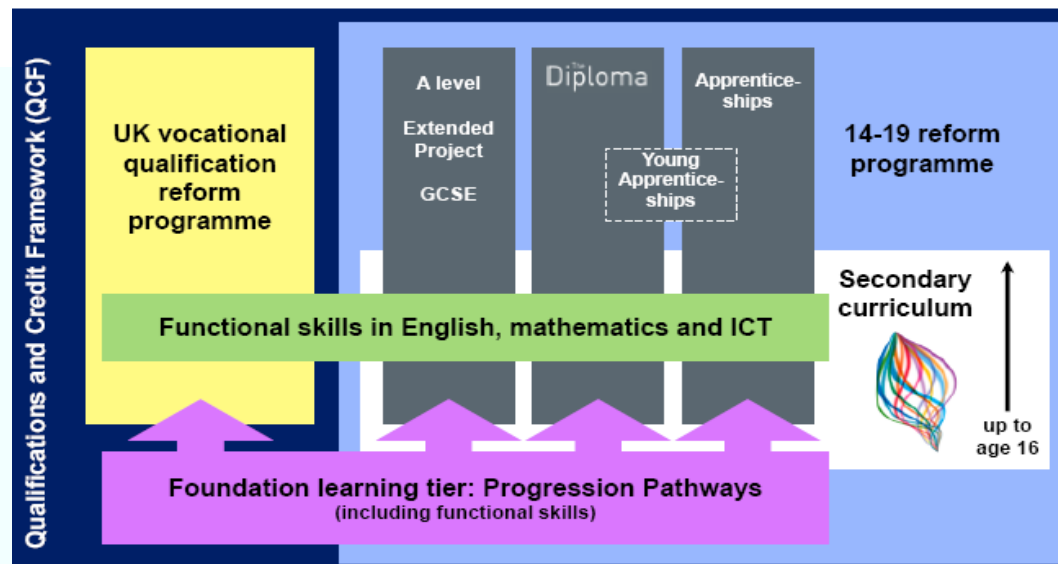 Qualifications and Credit Framework (QCF)
UK vocational
qualification
reform
programme
A level
Extended
Project
GCSE
The
Diploma
Apprentice-
ships
Young
Apprentice-
ships
14-19 reform
programme
Secondary
curriculum
up to
age 16
Functional skills in English, mathematics and ICT
Foundation learning tier: Progression Pathways
(including functional skills)